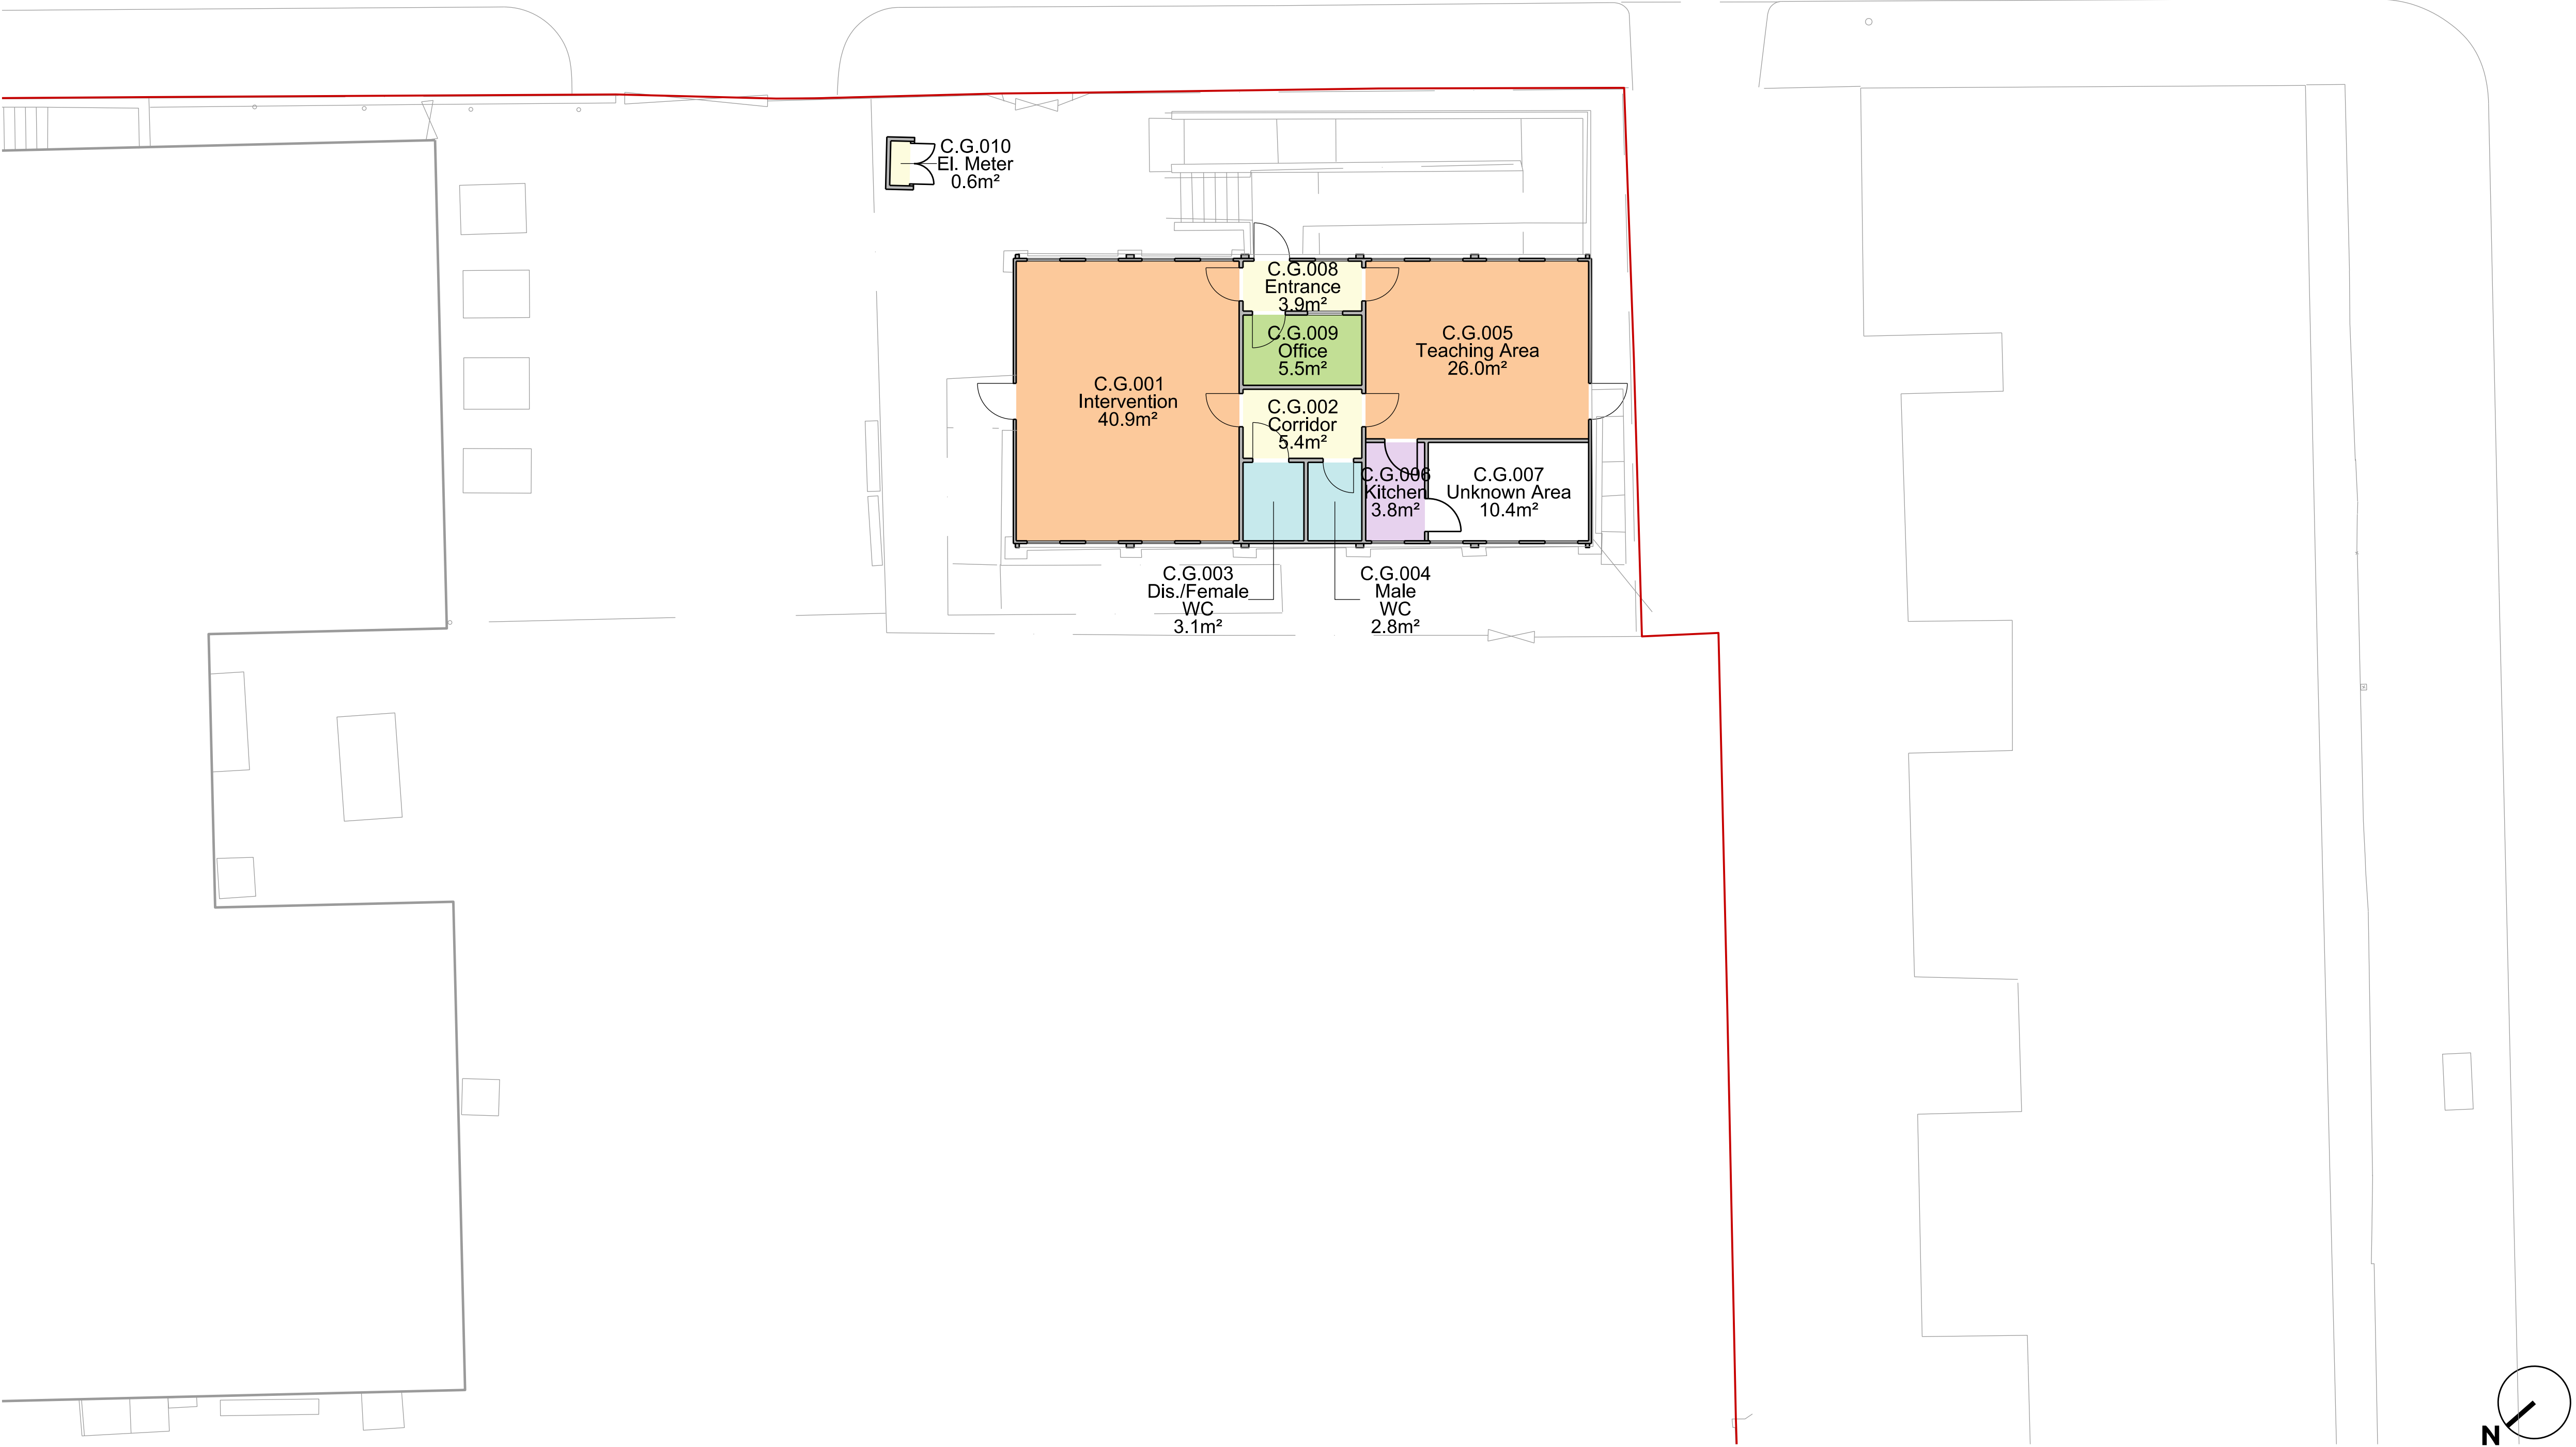 C.G.010
El. Meter
0.6m²
C.G.008
Entrance
3.9m²
C.G.009
Office
5.5m²
C.G.005
Teaching Area
26.0m²
C.G.001
Intervention
40.9m²
C.G.002
Corridor
5.4m²
C.G.006
Kitchen
3.8m²
C.G.007
Unknown Area
10.4m²
C.G.003
Dis./Female
WC
3.1m²
C.G.004
Male
WC
2.8m²
N